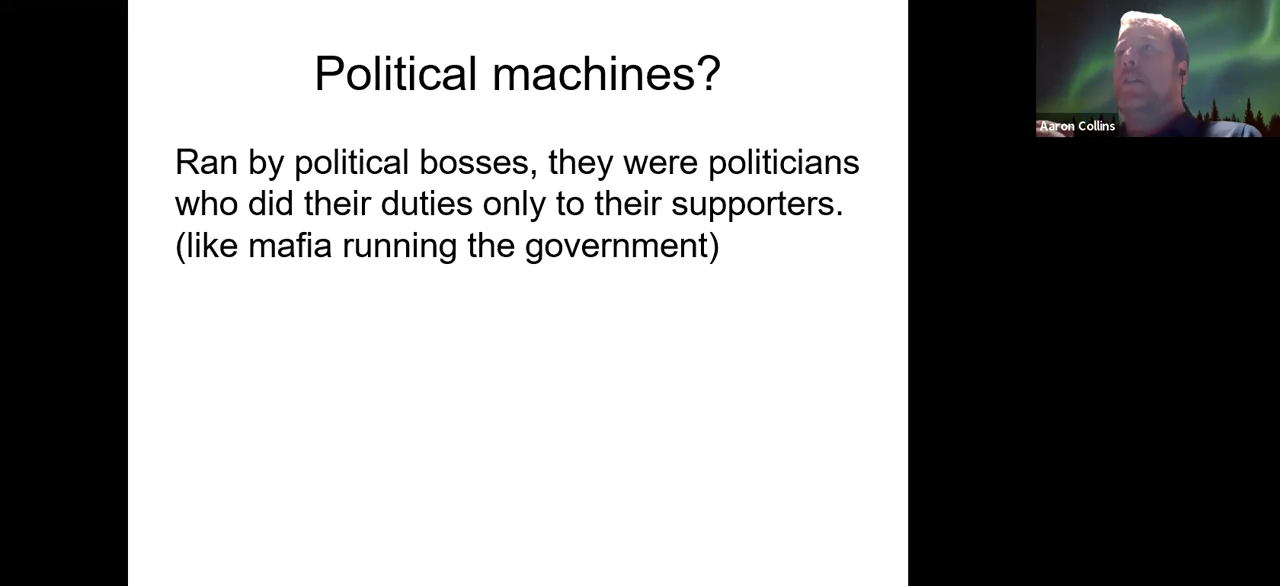 Political machines?
Ran by political bosses, they were politicians
who did their duties only to their supporters.
(like mafia running the government)
Aaron Collins